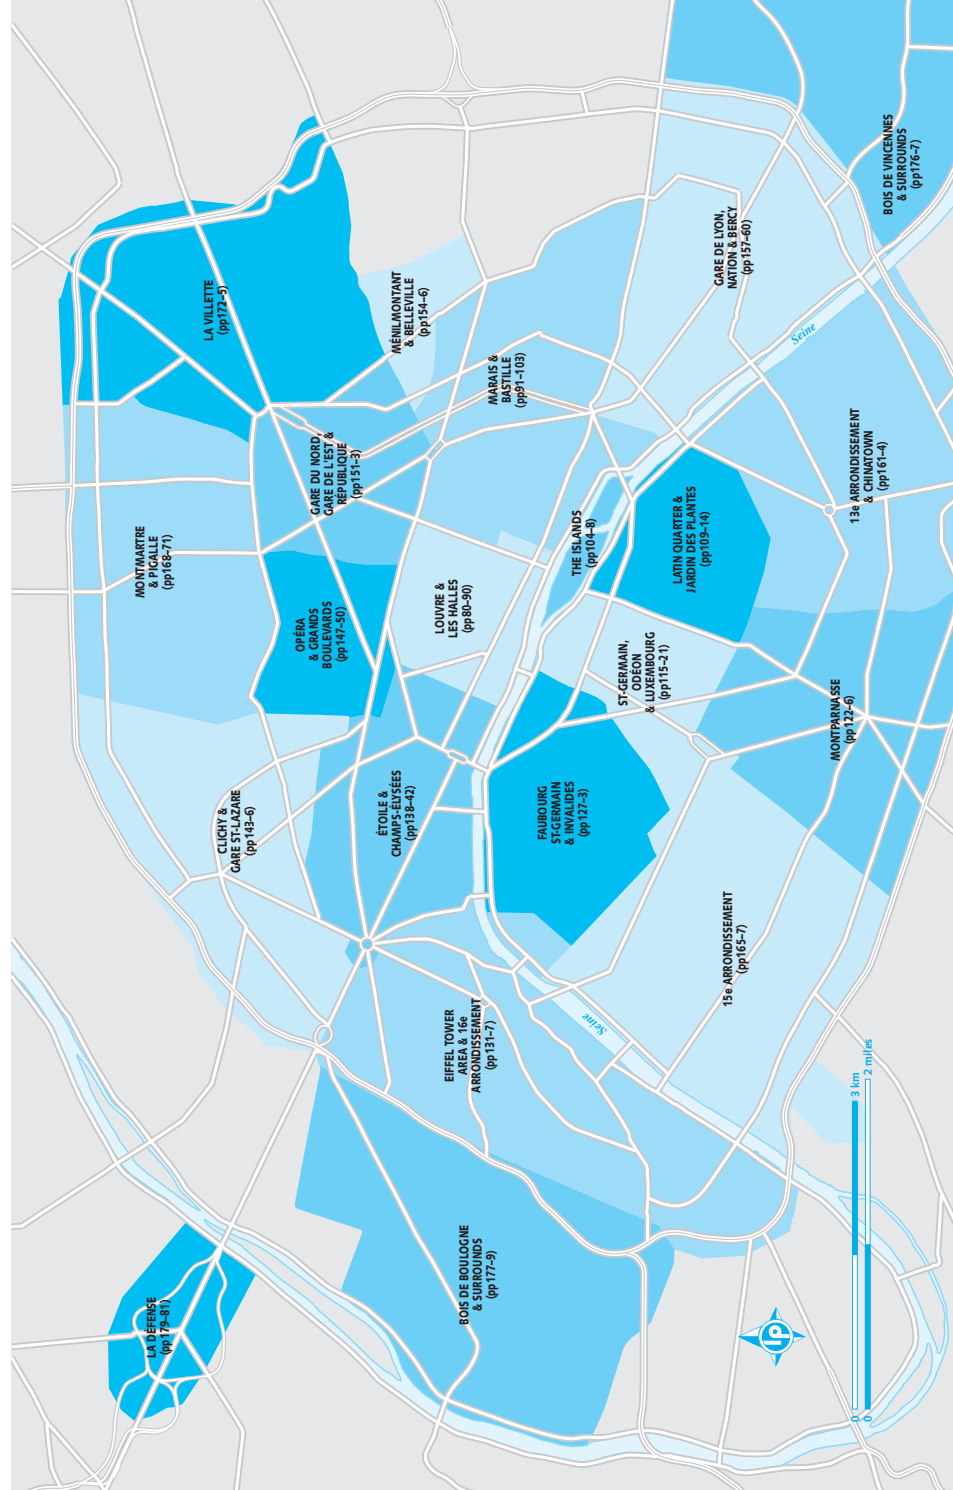 LA DÉFENSE
(pp179–81)
CLICHY &
GARE ST-LAZARE
(pp143–6)
MONTMARTRE
& PIGALLE
(pp168–71)
LA VILLETTE
(pp172–5)
OPÉRA
& GRANDS
BOULEVARDS
(pp147–50)
GARE DU NORD,
GARE DE L'EST &
RÉPUBLIQUE
(pp151–3)
MÉNILMONTANT
& BELLEVILLE
(pp154–6)
ÉTOILE &
CHAMPS-ÉLYSÉES
(pp138–42)
LOUVRE &
LES HALLES
(pp80–90)
MARAIS &
BASTILLE
(pp91–103)
BOIS DE BOULOGNE
& SURROUNDS
(pp177–9)
EIFFEL TOWER
AREA & 16e
ARRONDISSEMENT
(pp131–7)
FAUBOURG
ST-GERMAIN
& INVALIDES
(pp127–3)
THE ISLANDS
(pp104–8)
Seine
ST-GERMAIN,
ODÉON
& LUXEMBOURG
(pp115–21)
LATIN QUARTER &
JARDIN DES PLANTES
(pp109–14)
GARE DE LYON,
NATION & BERCY
(pp157–60)
15e ARRONDISSEMENT
(pp165–7)
Seine
MONTPARNASSE
(pp122–6)
13e ARRONDISSEMENT
& CHINATOWN
(pp161–4)
BOIS DE VINCENNES
& SURROUNDS
(pp176–7)
lp
0 3 km
0 2 miles